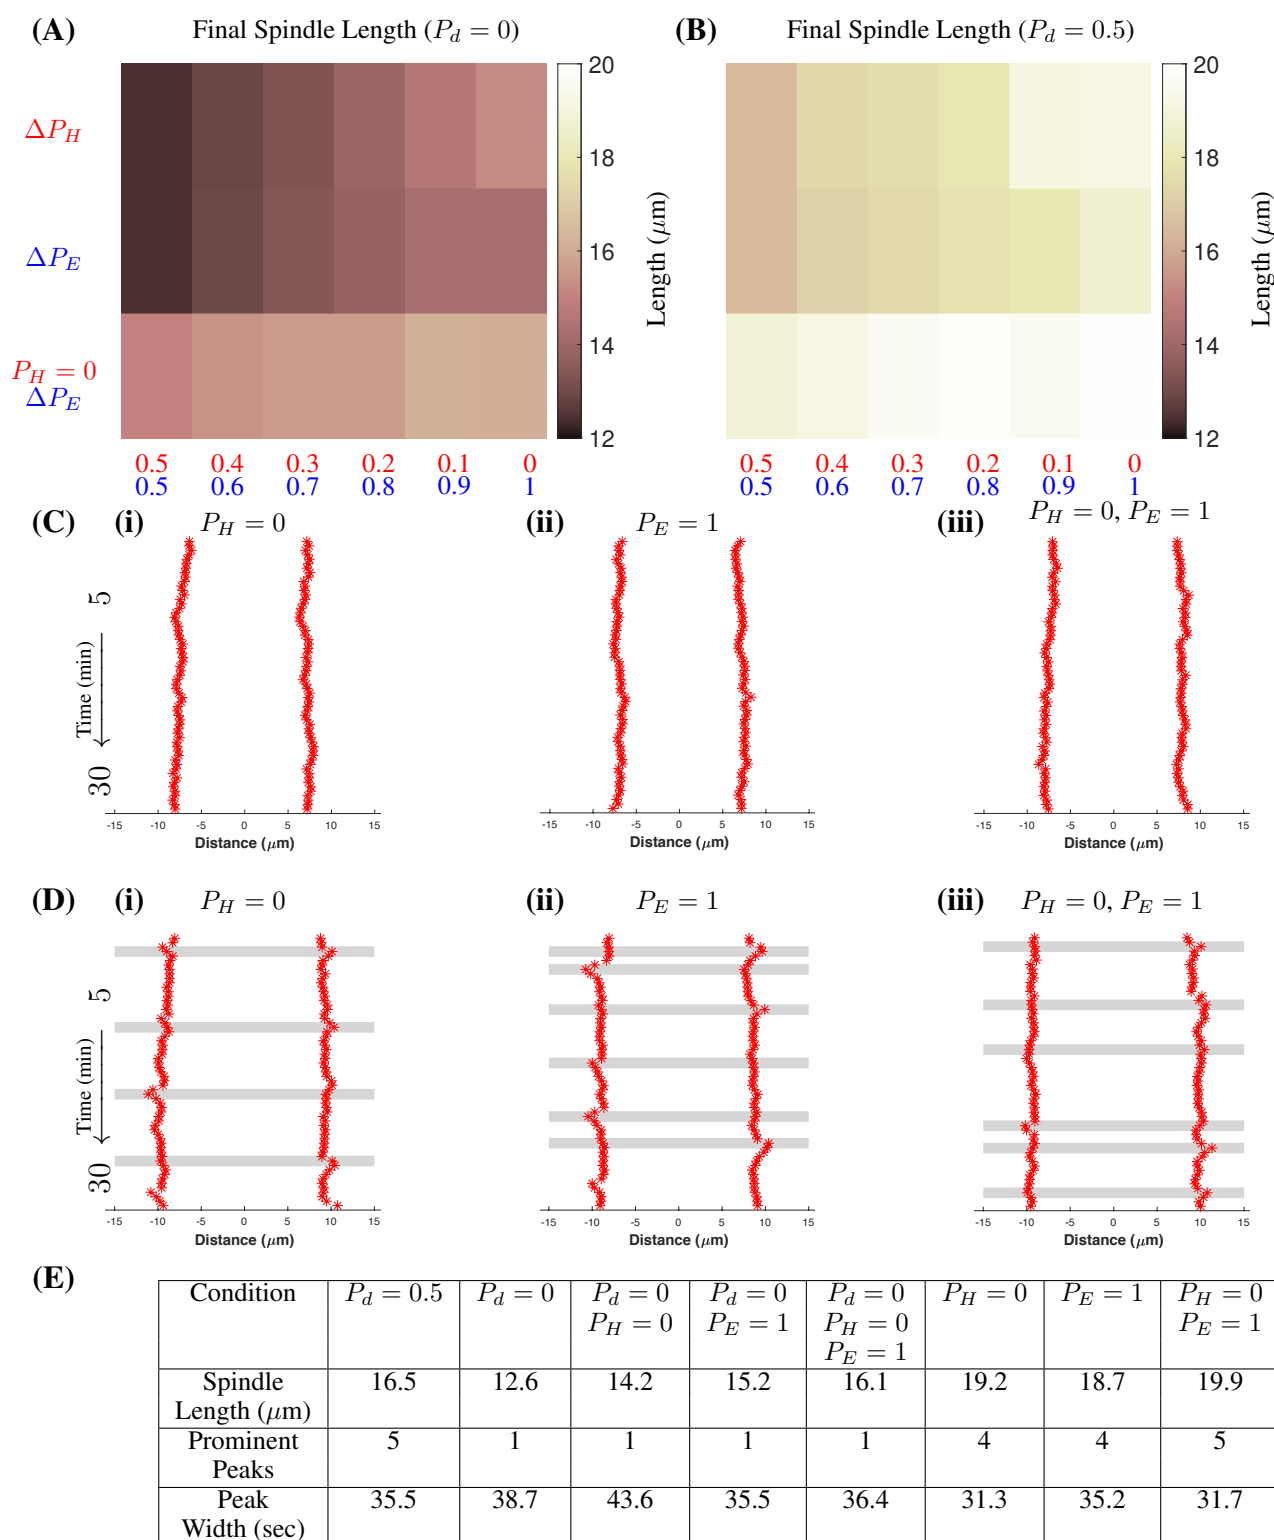 (A) Final Spindle Length (P_d = 0)
(B) Final Spindle Length (P_d = 0.5)
ΔP_H
ΔP_E
P_H = 0
ΔP_E
0.5 0.4 0.3 0.2 0.1 0
0.5 0.6 0.7 0.8 0.9 1
20
18
16
14
12
Length (μm)
0.5 0.4 0.3 0.2 0.1 0
0.5 0.6 0.7 0.8 0.9 1
20
18
16
14
12
Length (μm)
(C) (i) P_H = 0
(ii) P_E = 1
(iii) P_H = 0, P_E = 1
5
Time (min)
30
-15 -10 -5 0 5 10 15
Distance (μm)
-15 -10 -5 0 5 10 15
Distance (μm)
-15 -10 -5 0 5 10 15
Distance (μm)
(D) (i) P_H = 0
(ii) P_E = 1
(iii) P_H = 0, P_E = 1
5
Time (min)
30
-15 -10 -5 0 5 10 15
Distance (μm)
-15 -10 -5 0 5 10 15
Distance (μm)
-15 -10 -5 0 5 10 15
Distance (μm)
(E)
Condition P_d = 0.5 P_d = 0 P_d = 0 P_d = 0 P_d = 0 P_H = 0 P_E = 1 P_H = 0
P_H = 0 P_E = 1 P_H = 0 P_E = 1
P_E = 1
Spindle 16.5 12.6 14.2 15.2 16.1 19.2 18.7 19.9
Length (μm)
Prominent 5 1 1 1 1 4 4 5
Peaks
Peak 35.5 38.7 43.6 35.5 36.4 31.3 35.2 31.7
Width (sec)